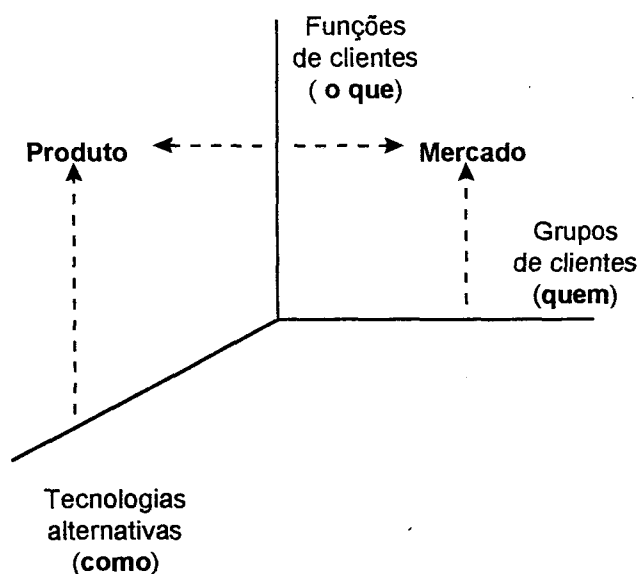 Funções
de clientes
( o que)
Produto
Mercado
Grupos
de clientes
(quem)
Tecnologias
alternativas
(como)